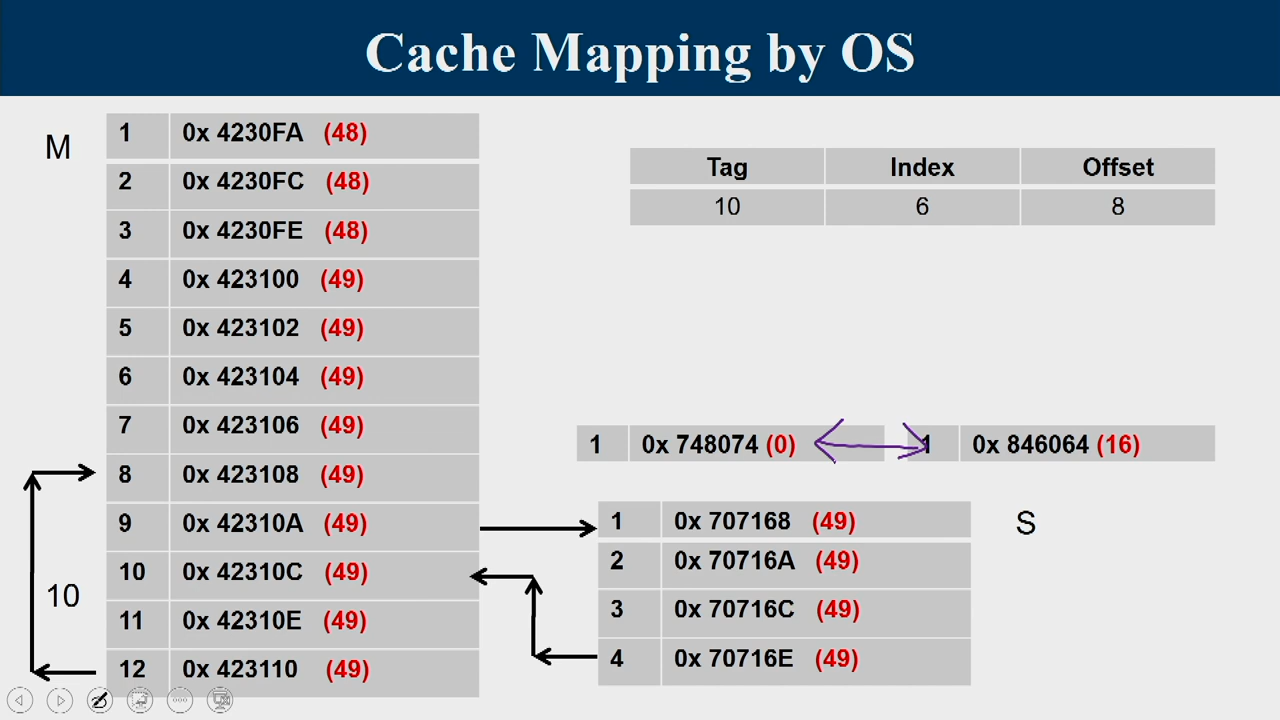 Cache Mapping by OS
M
1 0x 4230FA (48)
2 0x 4230FC (48)
3 0x 4230FE (48)
4 0x 423100 (49)
5 0x 423102 (49)
6 0x 423104 (49)
7 0x 423106 (49)
8 0x 423108 (49)
9 0x 42310A (49)
10 0x 42310C (49)
11 0x 42310E (49)
12 0x 423110 (49)
10
Tag Index Offset
10 6 8
1 0x 748074 (0)
1 0x 846064 (16)
1 0x 707168 (49)
2 0x 70716A (49)
3 0x 70716C (49)
4 0x 70716E (49)
S